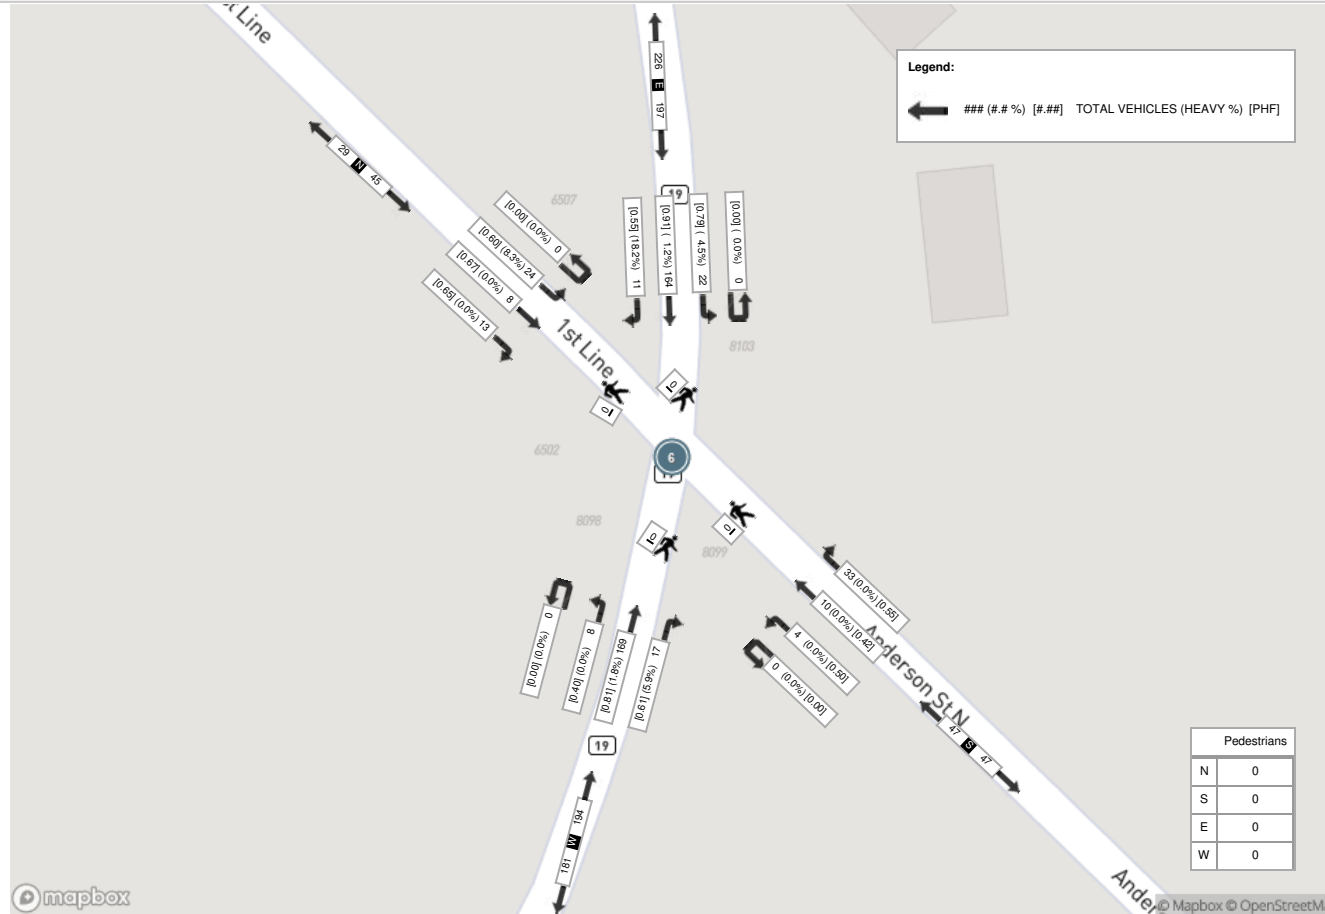 1st Line
226 E 197
Legend:
### (#.# %) [#.##] TOTAL VEHICLES (HEAVY %) [PHF]
29 N 45
6507
19
[0.00] (0.0%) 0
[0.60] (8.3%) 24
[0.67] (0.0%) 8
[0.65] (0.0%) 13
[0.55] (18.2%) 11
[0.91] ( 1.2%) 164
[0.79] ( 4.5%) 22
[0.00] ( 0.0%) 0
1st Line
8103
0
0
6502
6
8098
0
0
8099
[0.00] (0.0%) 0
[0.40] (0.0%) 8
[0.81] (1.8%) 169
[0.61] (5.9%) 17
33 (0.0%) [0.55]
10 (0.0%) [0.42]
4 (0.0%) [0.50]
0 (0.0%) [0.00]
Anderson St N
47 S 47
19
181 W 194
Pedestrians
N 0
S 0
E 0
W 0
Ander
mapbox
© Mapbox © OpenStreetM